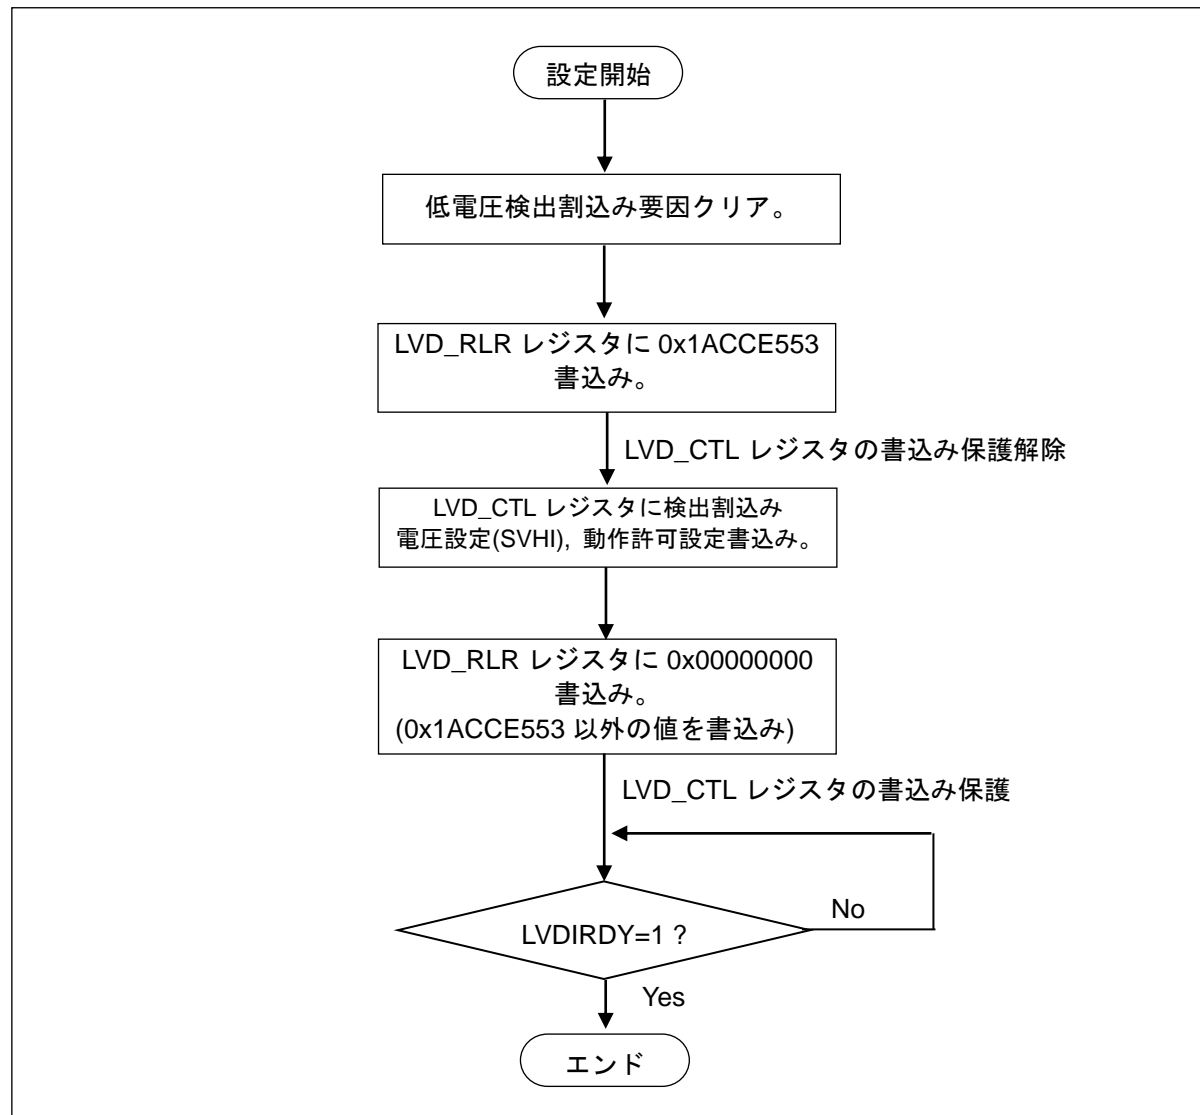 設定開始
低電圧検出割込み要因クリア。
LVD_RLR レジスタに 0x1ACCE553
書込み。
LVD_CTL レジスタの書込み保護解除
LVD_CTL レジスタに検出割込み
電圧設定(SVHI), 動作許可設定書込み。
LVD_RLR レジスタに 0x00000000
書込み。
(0x1ACCE553 以外の値を書込み)
LVD_CTL レジスタの書込み保護
No
LVDIRDY=1 ?
Yes
エンド